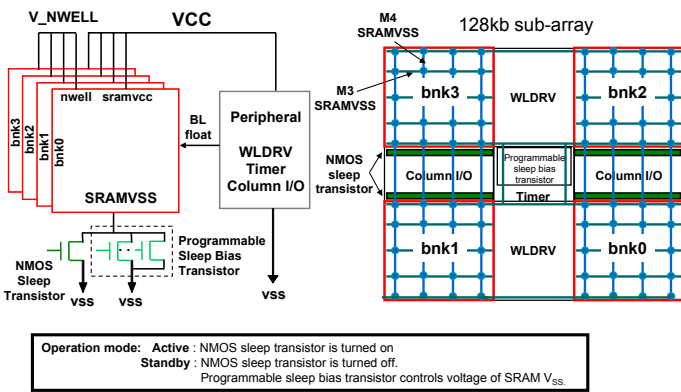 V_NWELL
VCC
nwell sramvcc
bnk3
bnk2
bnk1
bnk0
BL
float
Peripheral
WLDRV
Timer
Column I/O
SRAMVSS
NMOS
Sleep
Transistor
Programmable
Sleep Bias
Transistor
VSS
VSS
VSS
128kb sub-array
M4
SRAMVSS
M3
SRAMVSS
bnk3
WLDRV
bnk2
NMOS
sleep
transistor
Column I/O
Programmable
sleep bias
transistor
Timer
Column I/O
bnk1
WLDRV
bnk0
Operation mode: Active : NMOS sleep transistor is turned on
Standby : NMOS sleep transistor is turned off.
Programmable sleep bias transistor controls voltage of SRAM VSS.